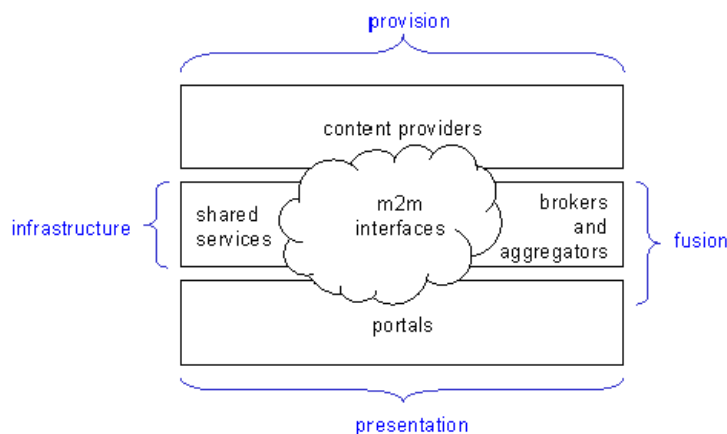 provision
content providers
infrastructure
shared
services
m2m
interfaces
brokers
and
aggregators
fusion
portals
presentation